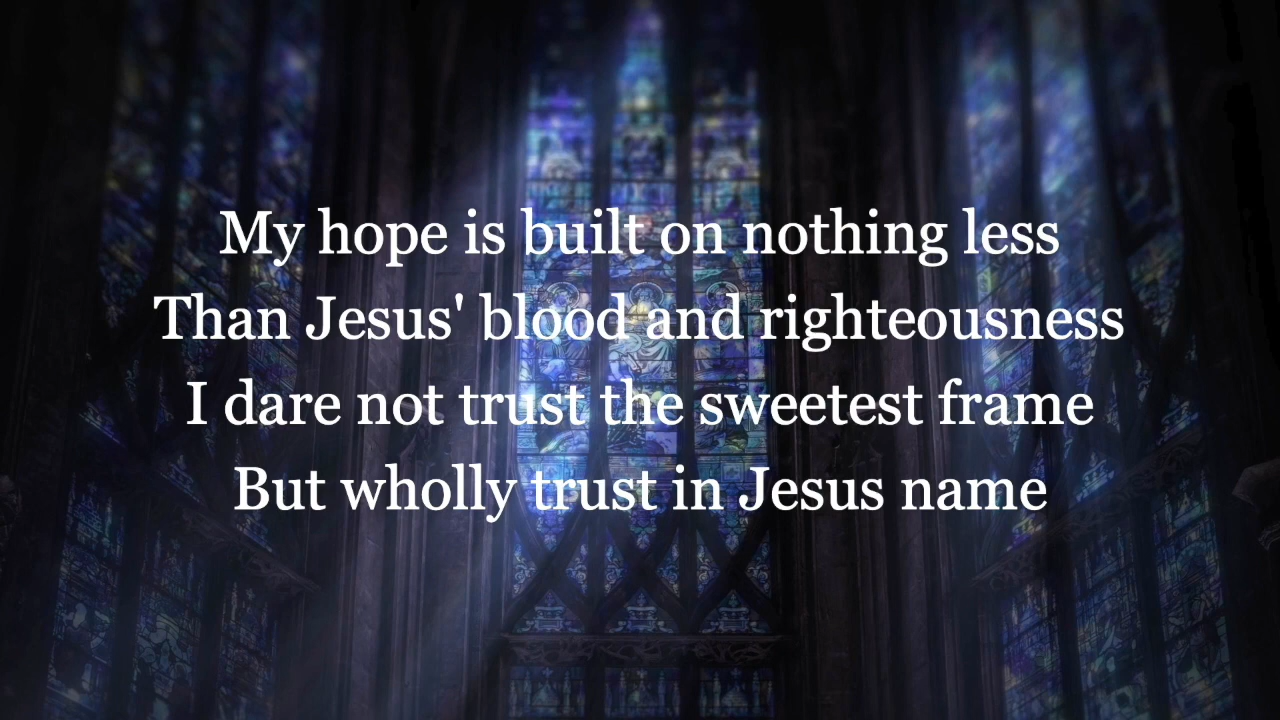 My hope is built on nothing less
Than Jesus' blood and righteousness
I dare not trust the sweetest frame
But wholly trust in Jesus name